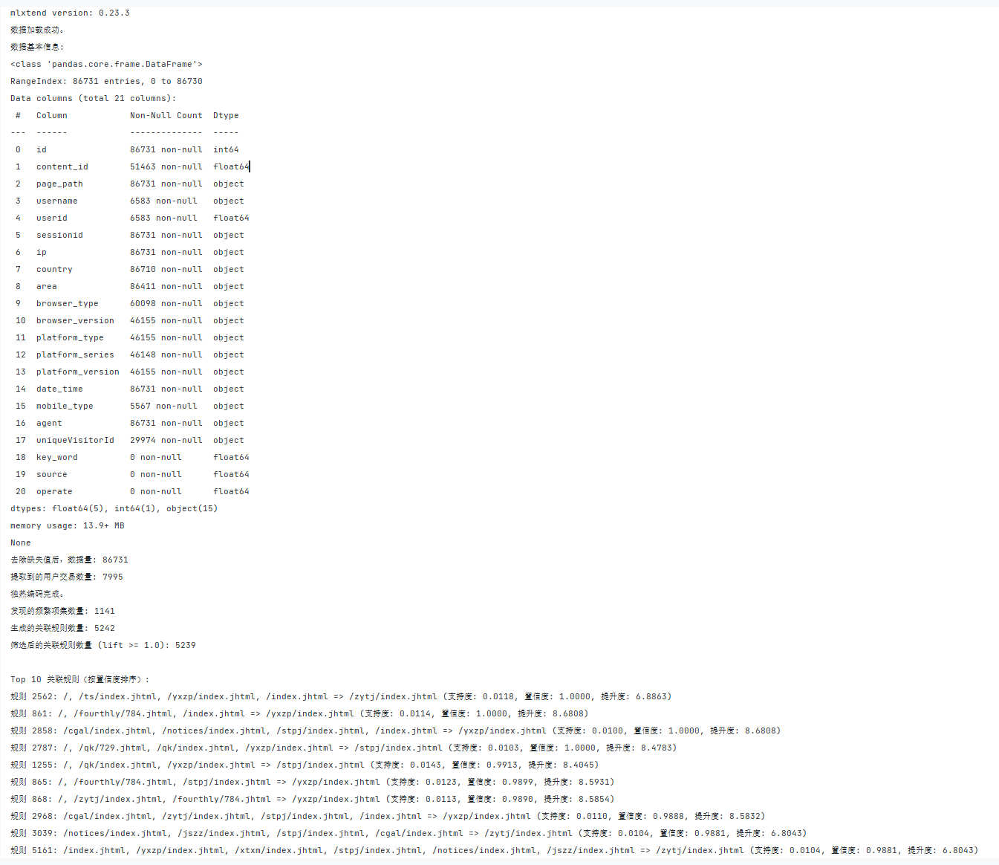 mlxtend version: 0.23.3
数据加载成功。
数据基本信息:
<class 'pandas.core.frame.DataFrame'>
RangeIndex: 86731 entries, 0 to 86730
Data columns (total 21 columns):
 #   Column            Non-Null Count  Dtype
---  ------            --------------  -----
 0   id                86731 non-null  int64
 1   content_id        51463 non-null  float64
 2   page_path         86731 non-null  object
 3   username          6583 non-null   object
 4   userid            6583 non-null   float64
 5   sessionid         86731 non-null  object
 6   ip                86731 non-null  object
 7   country           86710 non-null  object
 8   area              86411 non-null  object
 9   browser_type      60098 non-null  object
 10  browser_version   46155 non-null  object
 11  platform_type     46155 non-null  object
 12  platform_series   46148 non-null  object
 13  platform_version  46155 non-null  object
 14  date_time         86731 non-null  object
 15  mobile_type       5567 non-null   object
 16  agent             86731 non-null  object
 17  uniqueVisitorId   29974 non-null  object
 18  key_word          0 non-null      float64
 19  source            0 non-null      float64
 20  operate           0 non-null      float64
dtypes: float64(5), int64(1), object(15)
memory usage: 13.9+ MB
None
去除缺失值后，数据量: 86731
提取到的用户交易数量: 7995
独热编码完成。
发现的频繁项集数量: 1141
生成的关联规则数量: 5242
筛选后的关联规则数量 (lift >= 1.0): 5239
Top 10 关联规则（按置信度排序）:
规则 2562: /, /ts/index.jhtml, /yxzp/index.jhtml, /index.jhtml => /zytj/index.jhtml (支持度: 0.0118, 置信度: 1.0000, 提升度: 6.8863)
规则 861: /, /fourthly/784.jhtml, /index.jhtml => /yxzp/index.jhtml (支持度: 0.0114, 置信度: 1.0000, 提升度: 8.6808)
规则 2858: /cgal/index.jhtml, /notices/index.jhtml, /stpj/index.jhtml, /index.jhtml => /yxzp/index.jhtml (支持度: 0.0100, 置信度: 1.0000, 提升度: 8.6808)
规则 2787: /, /qk/729.jhtml, /qk/index.jhtml, /yxzp/index.jhtml => /stpj/index.jhtml (支持度: 0.0103, 置信度: 1.0000, 提升度: 8.4783)
规则 1255: /, /qk/index.jhtml, /yxzp/index.jhtml => /stpj/index.jhtml (支持度: 0.0143, 置信度: 0.9913, 提升度: 8.4045)
规则 865: /, /fourthly/784.jhtml, /stpj/index.jhtml => /yxzp/index.jhtml (支持度: 0.0123, 置信度: 0.9899, 提升度: 8.5931)
规则 868: /, /zytj/index.jhtml, /fourthly/784.jhtml => /yxzp/index.jhtml (支持度: 0.0113, 置信度: 0.9890, 提升度: 8.5854)
规则 2968: /cgal/index.jhtml, /zytj/index.jhtml, /stpj/index.jhtml, /index.jhtml => /yxzp/index.jhtml (支持度: 0.0110, 置信度: 0.9888, 提升度: 8.5832)
规则 3039: /notices/index.jhtml, /jszz/index.jhtml, /stpj/index.jhtml, /cgal/index.jhtml => /zytj/index.jhtml (支持度: 0.0104, 置信度: 0.9881, 提升度: 6.8043)
规则 5161: /index.jhtml, /yxzp/index.jhtml, /xtxm/index.jhtml, /stpj/index.jhtml, /notices/index.jhtml, /jszz/index.jhtml => /zytj/index.jhtml (支持度: 0.0104, 置信度: 0.9881, 提升度: 6.8043)